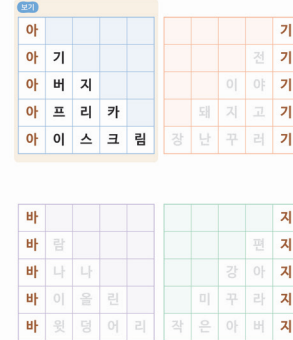 보기
아
아 기
아 버 지
아 프 리 카
아 이 스 크 림
기
전 기
이 야 기
돼 지 고 기
장 난 꾸 러 기
바
바 람
바 나 나
바 이 올 린
바 윗 덩 어 리
지
편 지
강 아 지
미 꾸 라 지
작 은 아 버 지